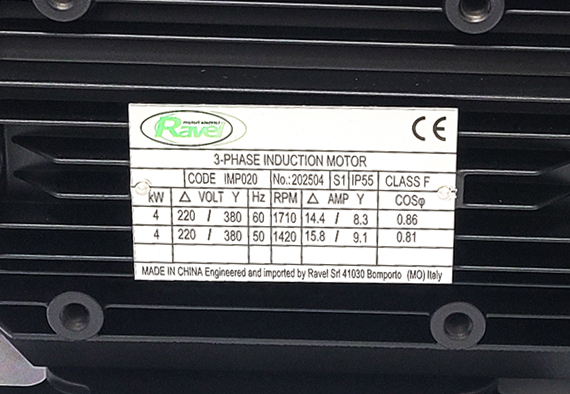 Ravel
CE
3-PHASE INDUCTION MOTOR
CODE IMP020 No.:202504 S1 IP55 CLASS F
kW Δ VOLT Y Hz RPM Δ AMP Y COSφ
4 220 / 380 60 1710 14.4 / 8.3 0.86
4 220 / 380 50 1420 15.8 / 9.1 0.81
MADE IN CHINA Engineered and imported by Ravel Srl 41030 Bomporto (MO) Italy